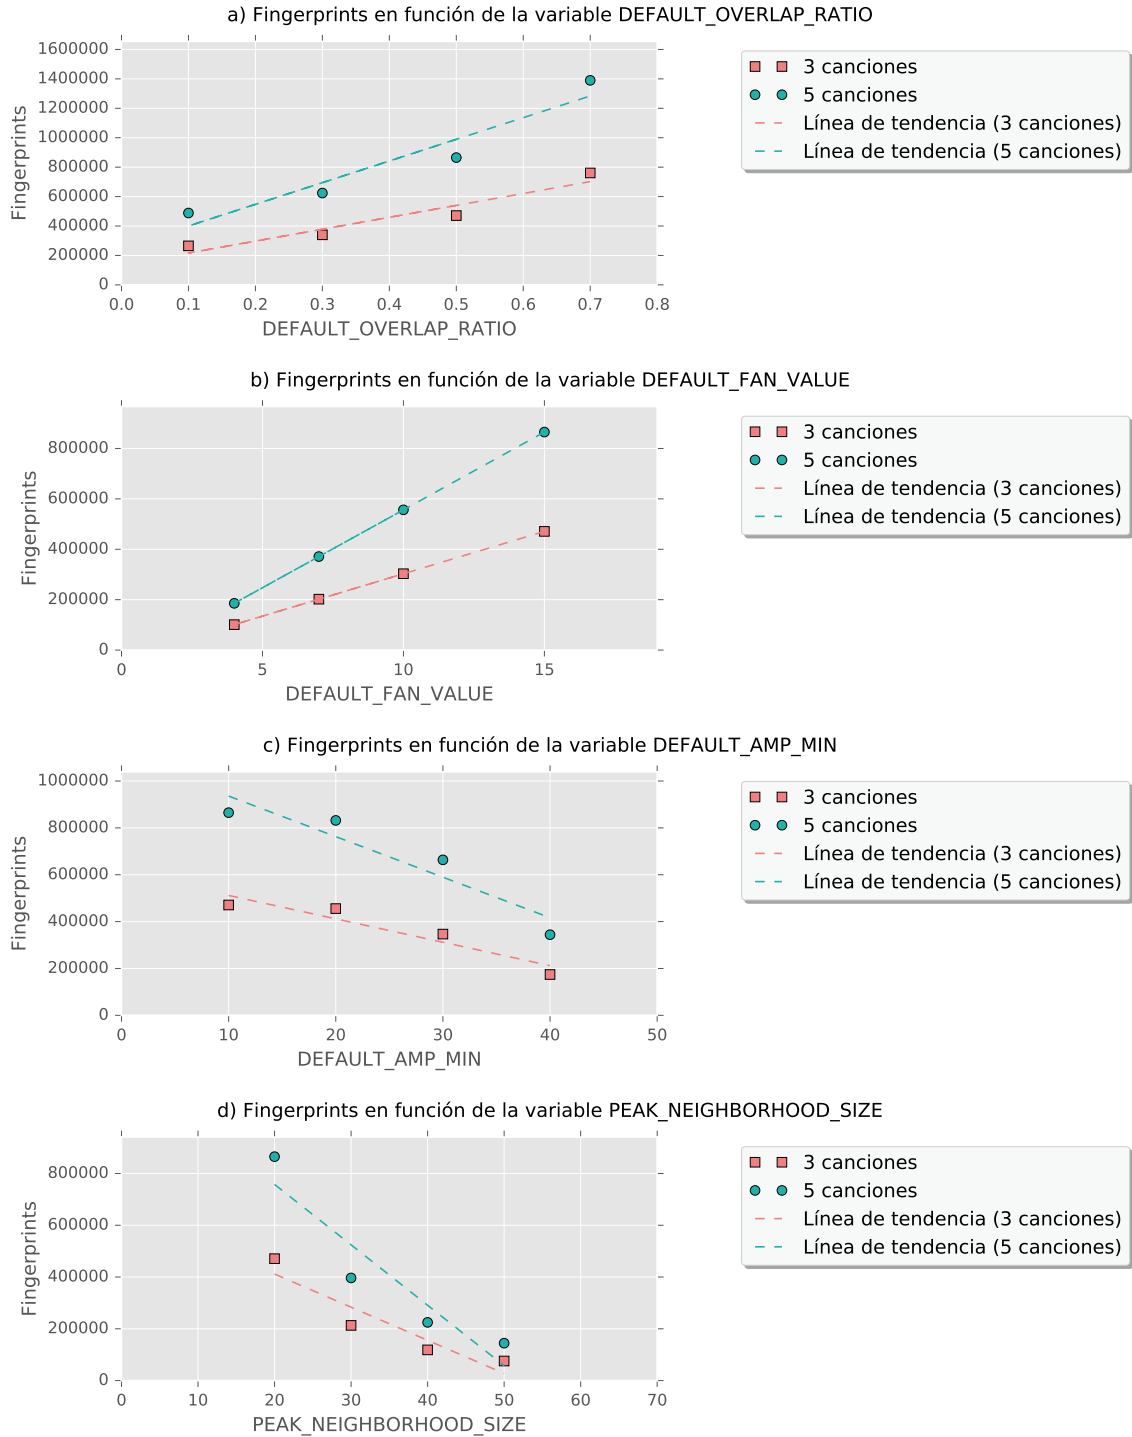 a) Fingerprints en función de la variable DEFAULT_OVERLAP_RATIO
1600000
1400000
1200000
1000000
800000
600000
400000
200000
0
Fingerprints
0.0 0.1 0.2 0.3 0.4 0.5 0.6 0.7 0.8
DEFAULT_OVERLAP_RATIO
3 canciones
5 canciones
Línea de tendencia (3 canciones)
Línea de tendencia (5 canciones)
b) Fingerprints en función de la variable DEFAULT_FAN_VALUE
800000
600000
400000
200000
0
Fingerprints
0 5 10 15
DEFAULT_FAN_VALUE
3 canciones
5 canciones
Línea de tendencia (3 canciones)
Línea de tendencia (5 canciones)
c) Fingerprints en función de la variable DEFAULT_AMP_MIN
1000000
800000
600000
400000
200000
0
Fingerprints
0 10 20 30 40 50
DEFAULT_AMP_MIN
3 canciones
5 canciones
Línea de tendencia (3 canciones)
Línea de tendencia (5 canciones)
d) Fingerprints en función de la variable PEAK_NEIGHBORHOOD_SIZE
800000
600000
400000
200000
0
Fingerprints
0 10 20 30 40 50 60 70
PEAK_NEIGHBORHOOD_SIZE
3 canciones
5 canciones
Línea de tendencia (3 canciones)
Línea de tendencia (5 canciones)